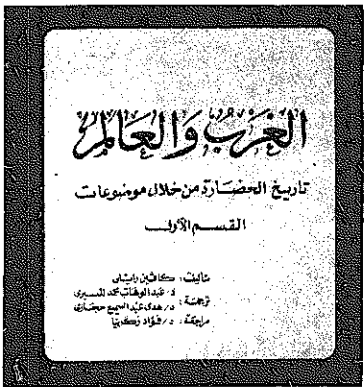 الغرب والعالم
تاريخ الحضارة من خلال موضوعات
القسم الأول
تأليف: كافين رايلي
د. عبد الوهاب محمد المسيري
ترجمة: د. هدى عبد السميع حجازي
مراجعة: د. فؤاد زكريا